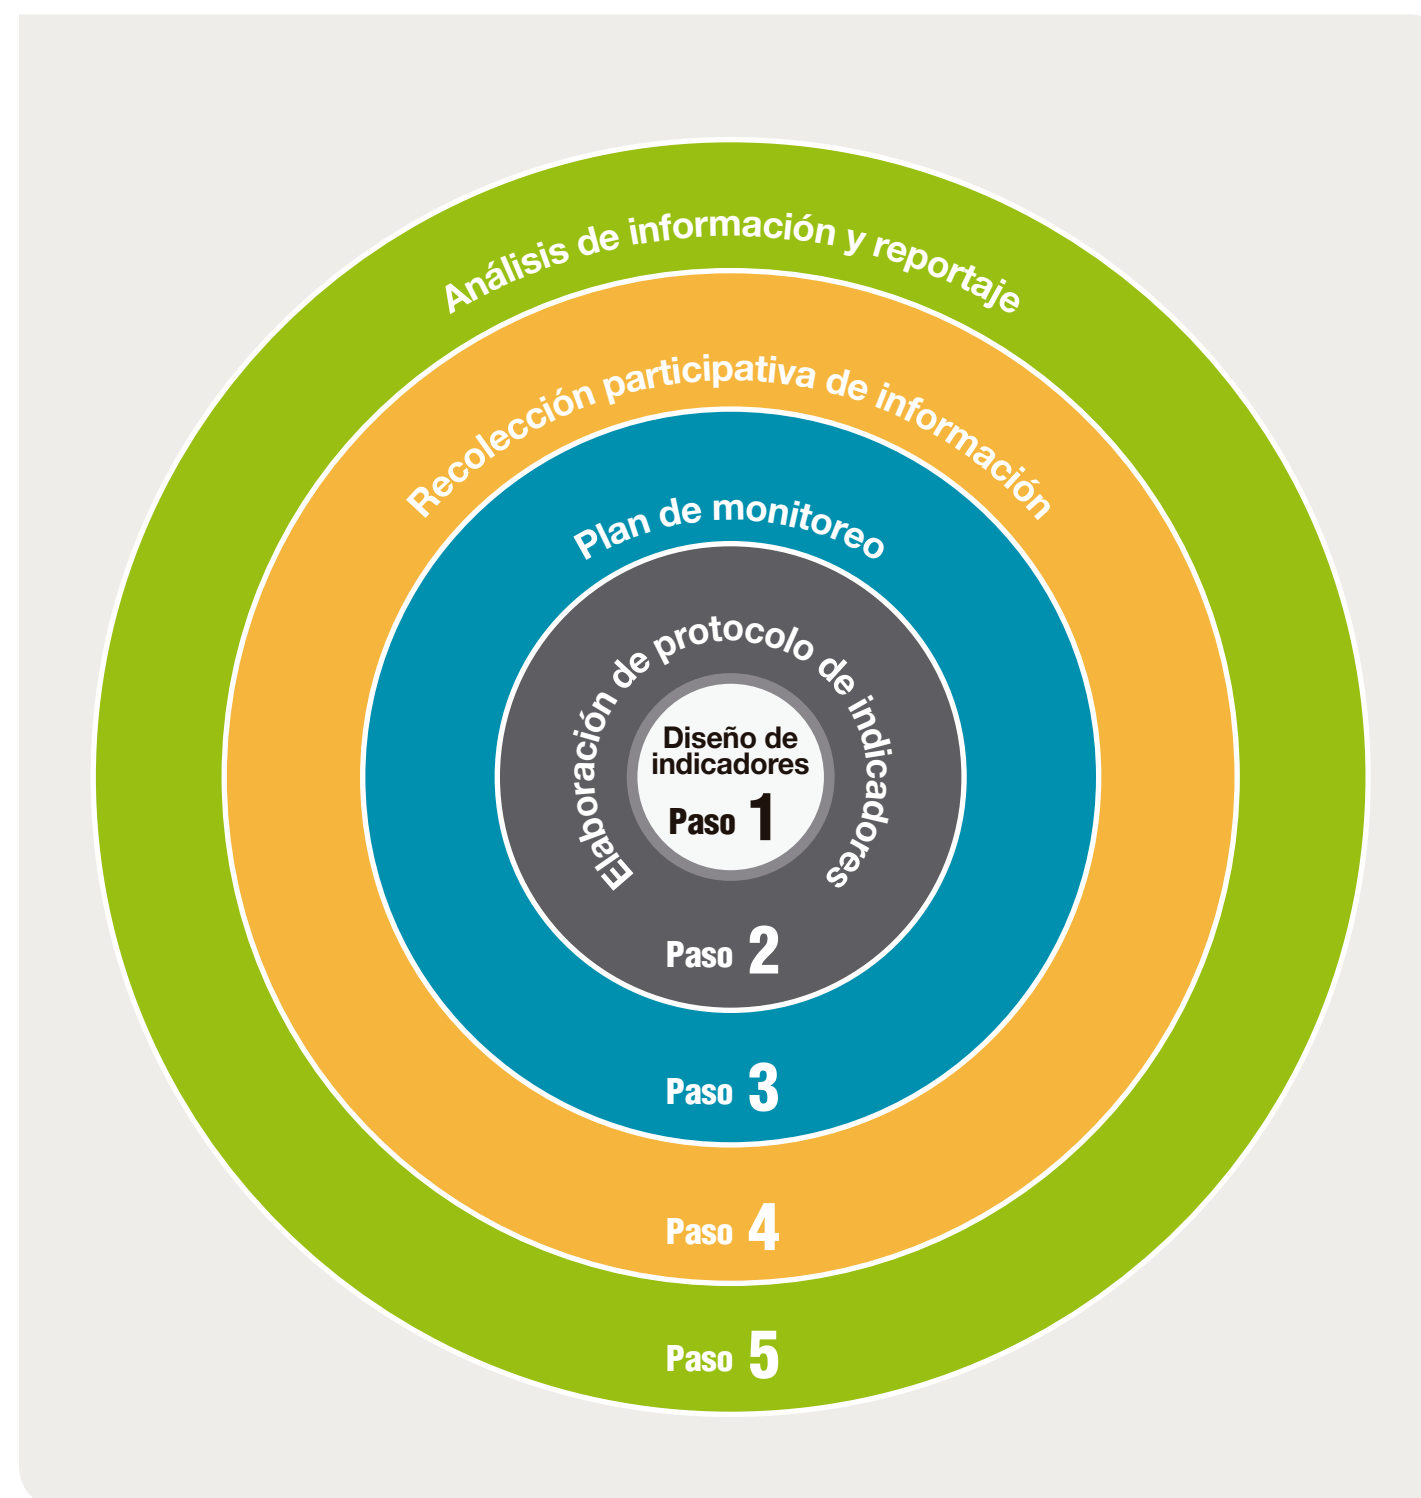 Análisis de información y reportaje
Recolección participativa de información
Plan de monitoreo
Elaboración de protocolo de indicadores
Diseño de
indicadores
Paso 1
Paso 2
Paso 3
Paso 4
Paso 5